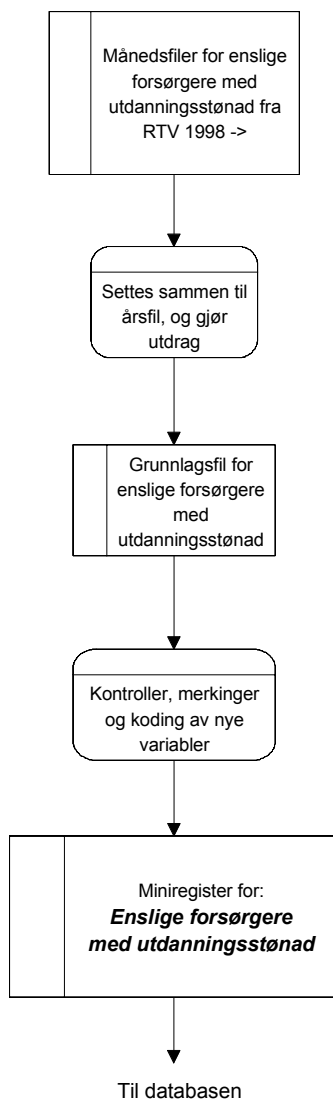 Månedsfiler for enslige
forsørgere med
utdanningsstønad fra
RTV 1998 ->
Settes sammen til
årsfil, og gjør
utdrag
Grunnlagsfil for
enslige forsørgere
med
utdanningsstønad
Kontroller, merkinger
og koding av nye
variabler
Miniregister for:
Enslige forsørgere
med utdanningsstønad
Til databasen